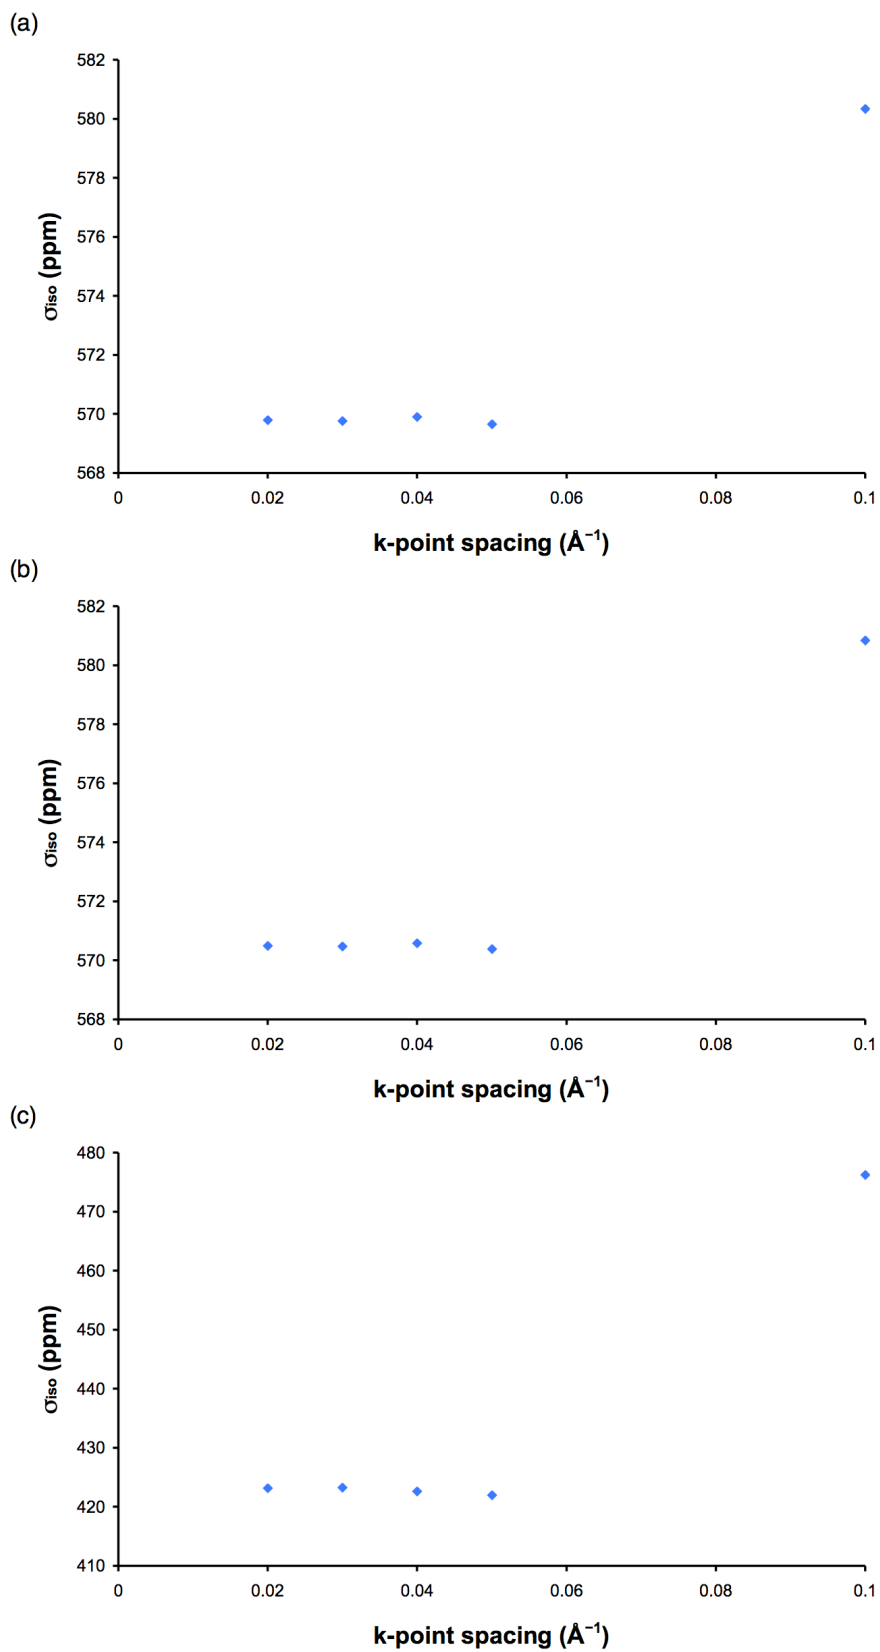 (a)
582
580
578
576
574
572
570
568
σiso (ppm)
0 0.02 0.04 0.06 0.08 0.1
k-point spacing (Å⁻¹)
(b)
582
580
578
576
574
572
570
568
σiso (ppm)
0 0.02 0.04 0.06 0.08 0.1
k-point spacing (Å⁻¹)
(c)
480
470
460
450
440
430
420
410
σiso (ppm)
0 0.02 0.04 0.06 0.08 0.1
k-point spacing (Å⁻¹)